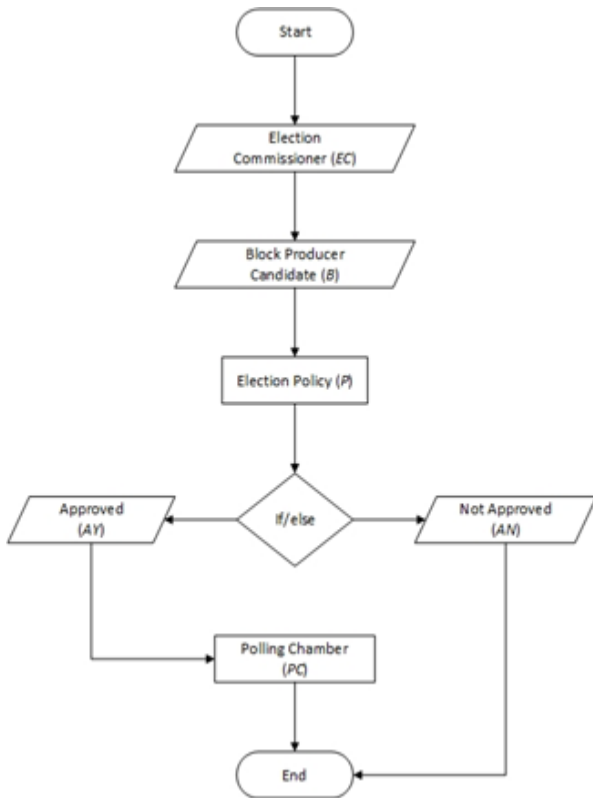 Start
Election
Commissioner (EC)
Block Producer
Candidate (B)
Election Policy (P)
If/else
Approved
(AY)
Not Approved
(AN)
Polling Chamber
(PC)
End